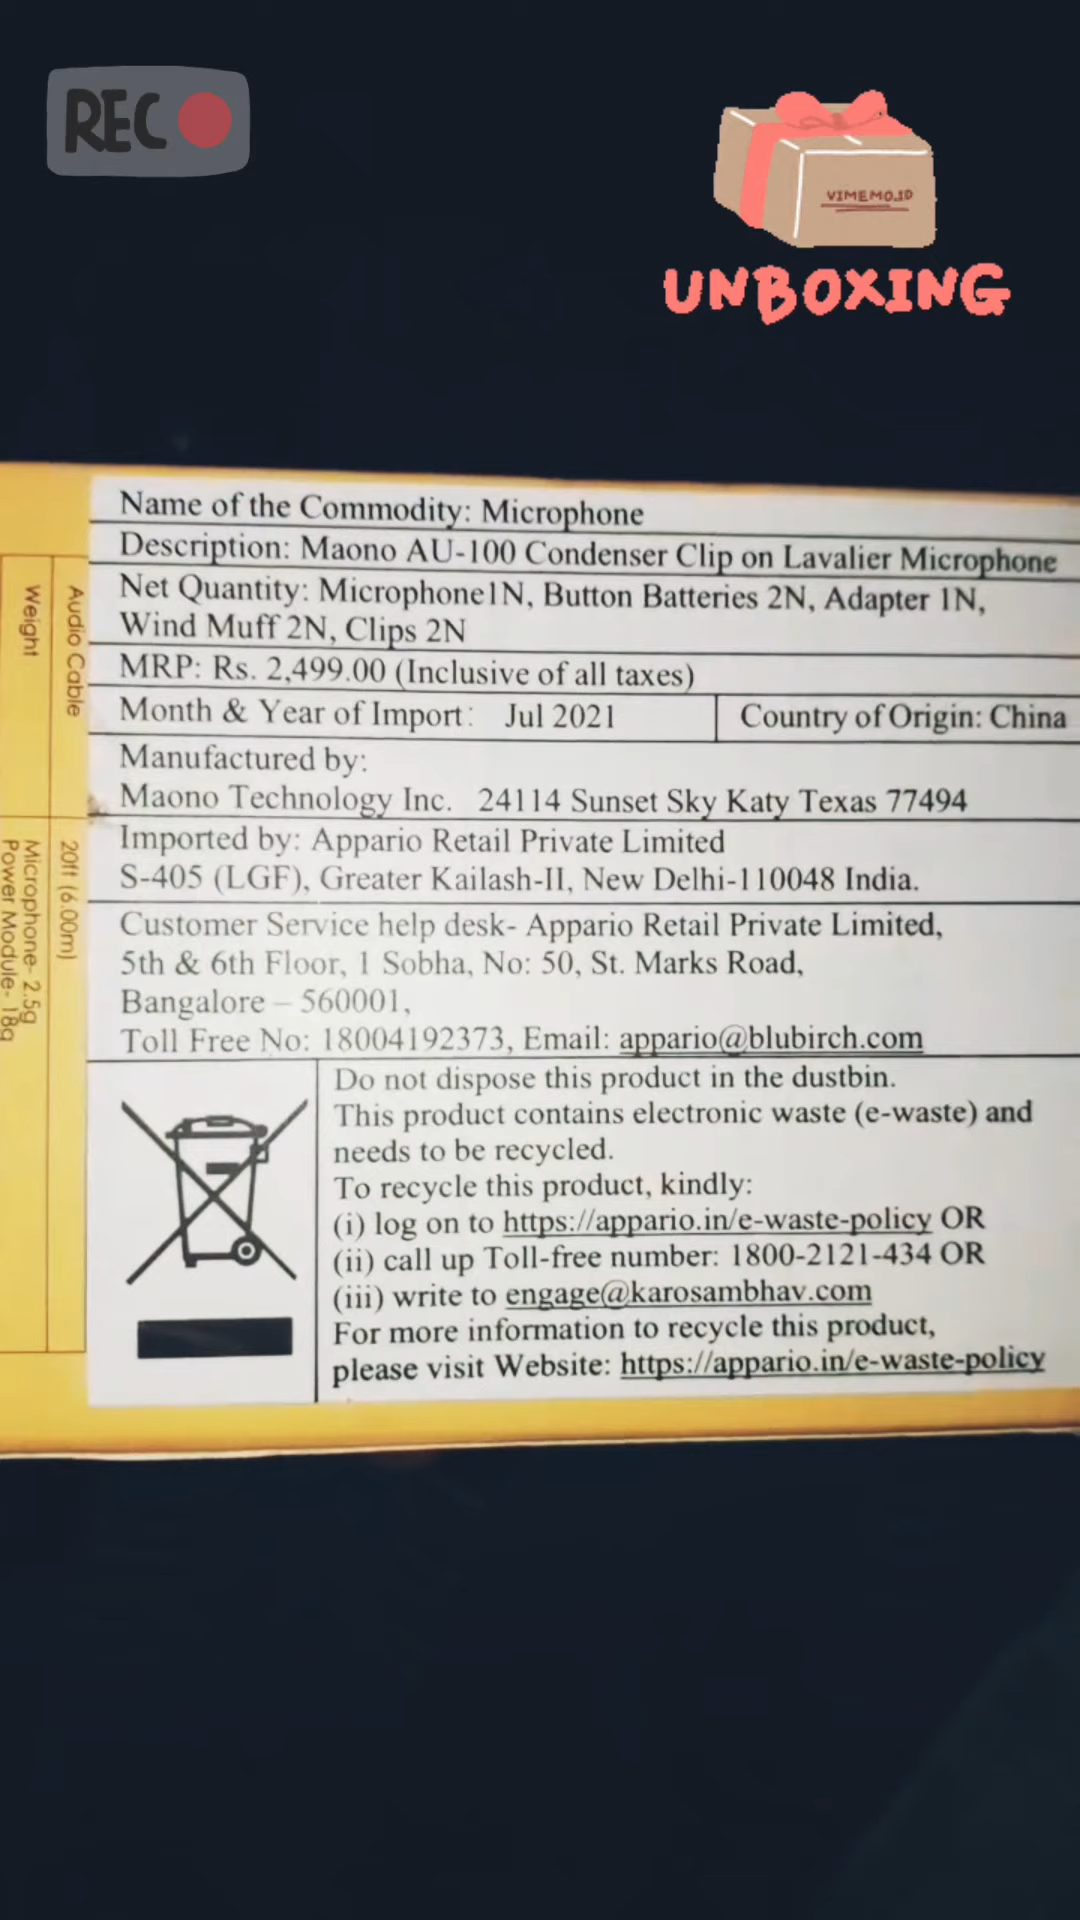 REC
VIMEMO.ID
UNBOXING
Name of the Commodity: Microphone
Description: Maono AU-100 Condenser Clip on Lavalier Microphone
Net Quantity: Microphone1N, Button Batteries 2N, Adapter 1N,
Wind Muff 2N, Clips 2N
MRP: Rs. 2,499.00 (Inclusive of all taxes)
Month & Year of Import: Jul 2021
Country of Origin: China
Manufactured by:
Maono Technology Inc. 24114 Sunset Sky Katy Texas 77494
Imported by: Appario Retail Private Limited
S-405 (LGF), Greater Kailash-II, New Delhi-110048 India.
Customer Service help desk- Appario Retail Private Limited,
5th & 6th Floor, 1 Sobha, No: 50, St. Marks Road,
Bangalore – 560001,
Toll Free No: 18004192373, Email: appario@blubirch.com
Do not dispose this product in the dustbin.
This product contains electronic waste (e-waste) and
needs to be recycled.
To recycle this product, kindly:
(i) log on to https://appario.in/e-waste-policy OR
(ii) call up Toll-free number: 1800-2121-434 OR
(iii) write to engage@karosambhav.com
For more information to recycle this product,
please visit Website: https://appario.in/e-waste-policy
Audio Cable
20ft (6.00m)
Weight
Microphone- 2.5g
Power Module- 18g